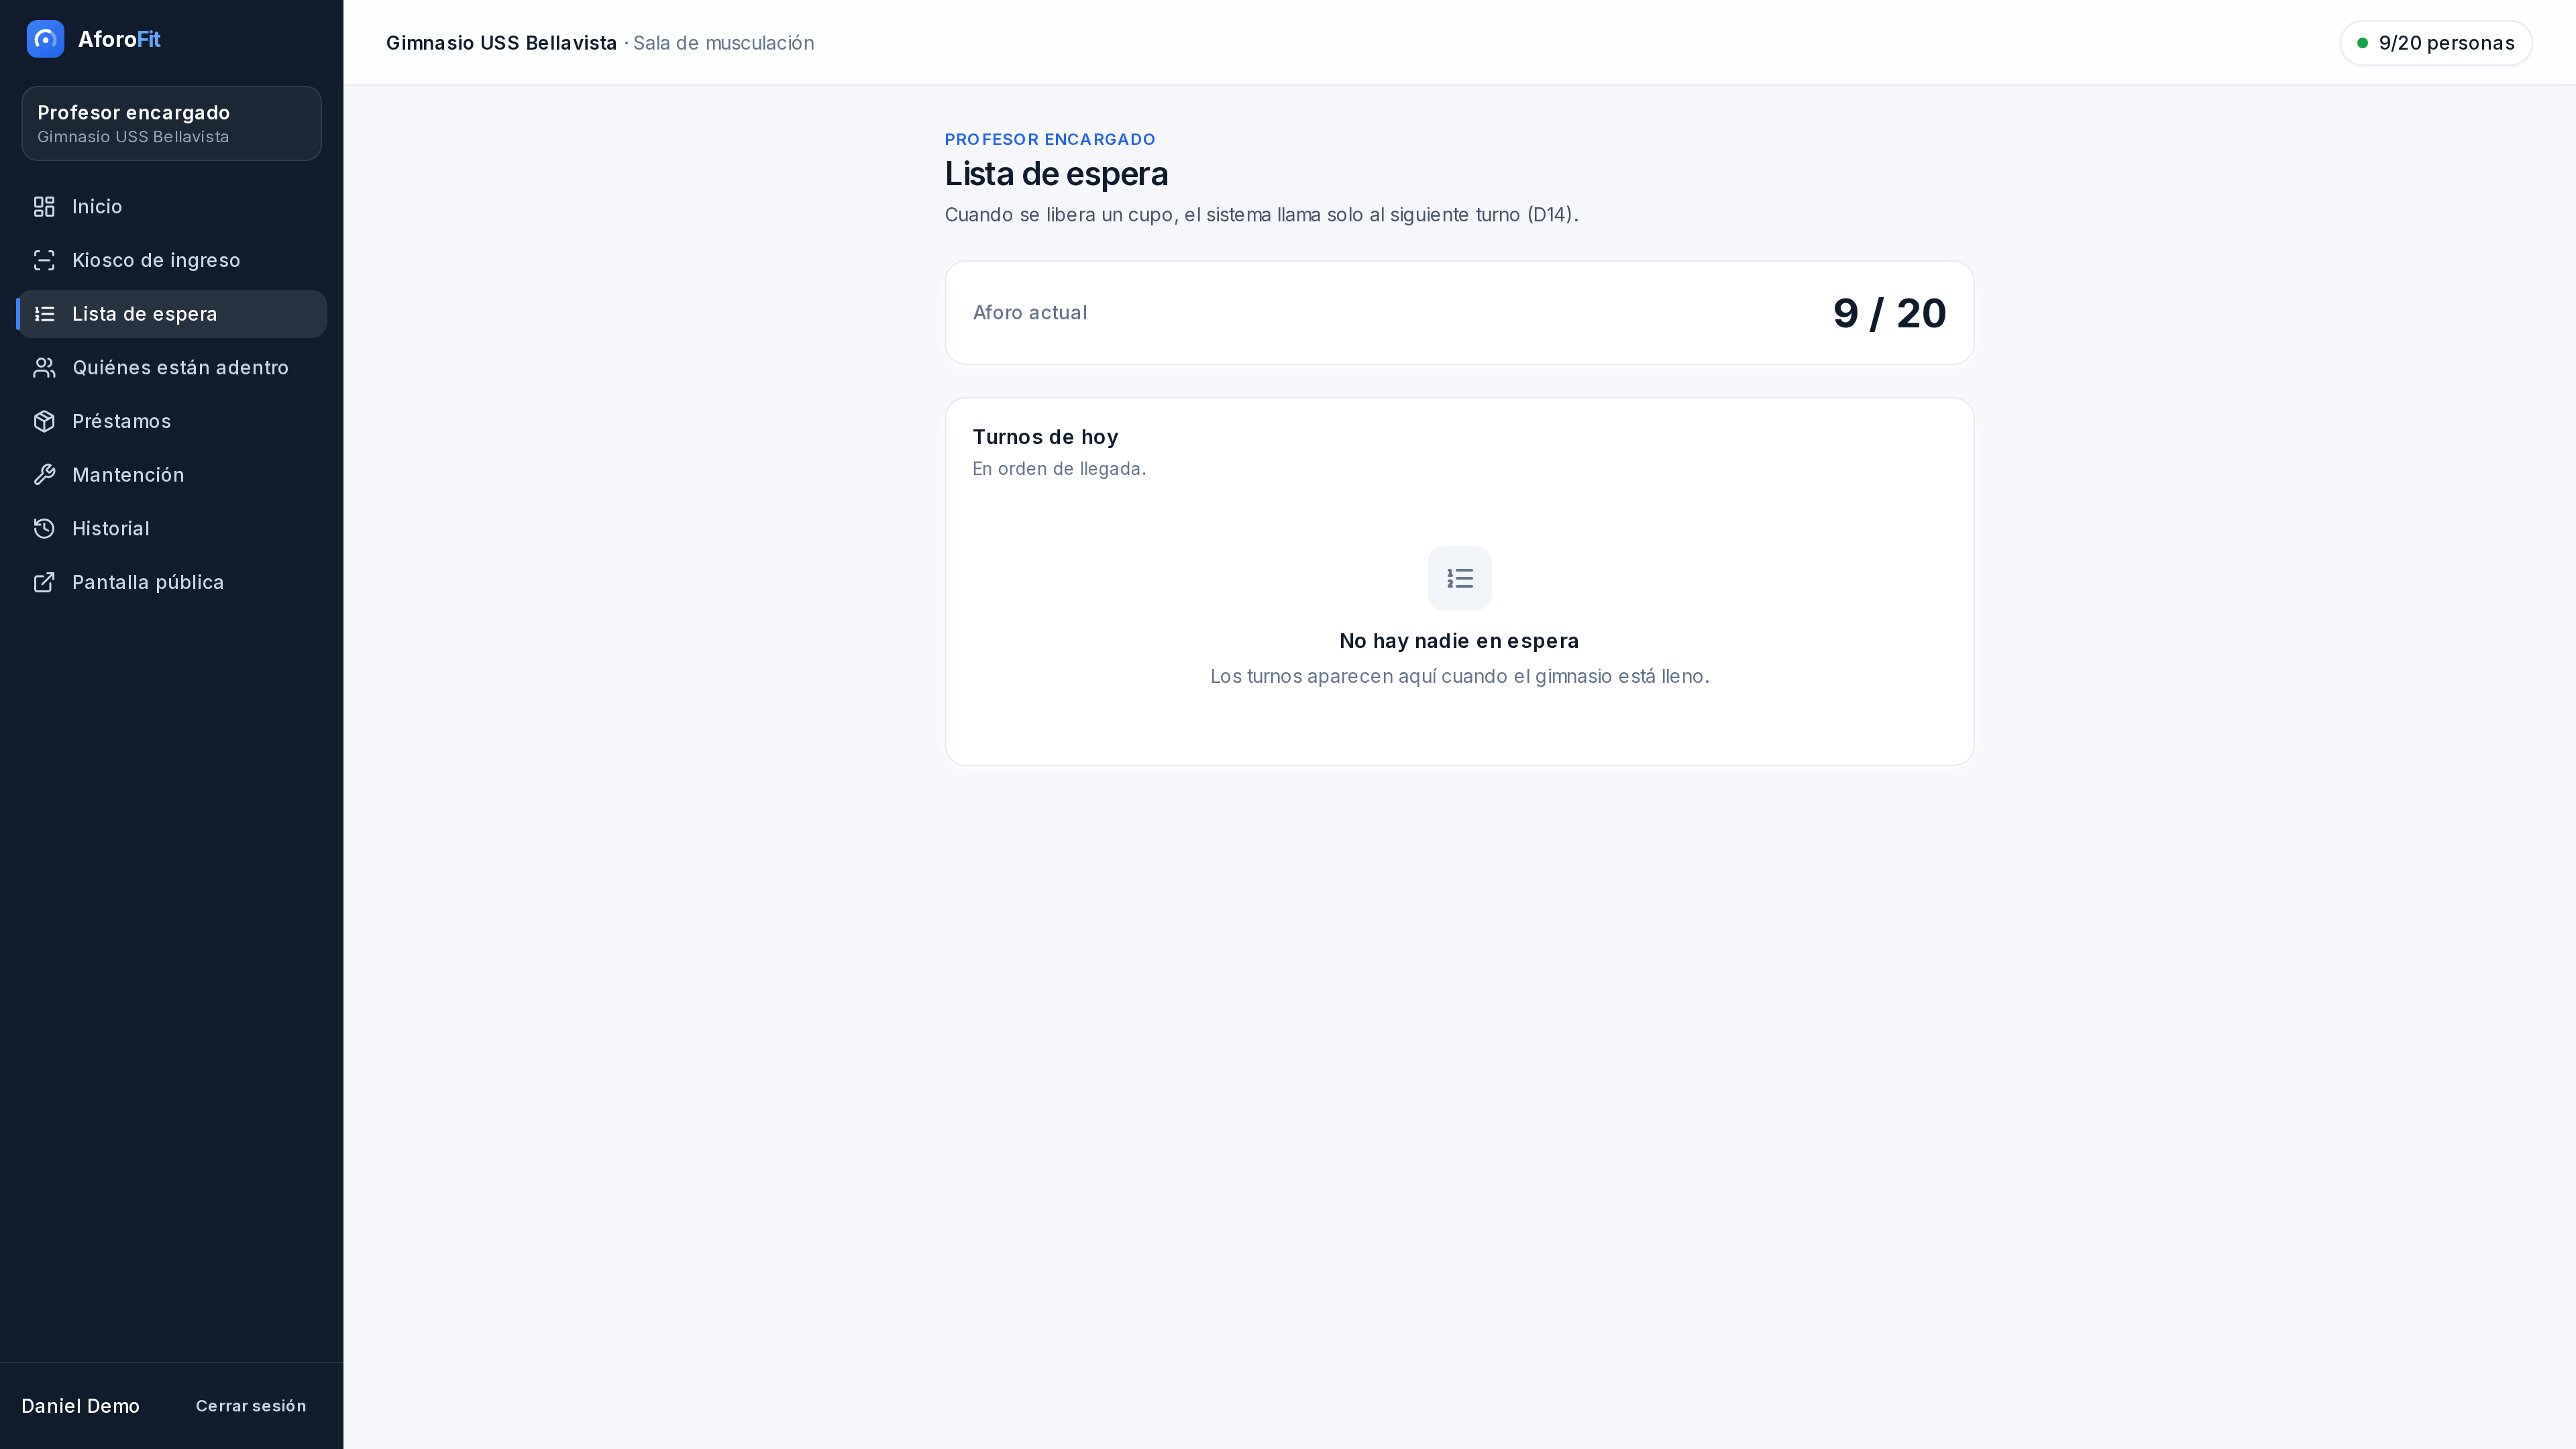 AforoFit
Profesor encargado
Gimnasio USS Bellavista
Inicio
Kiosco de ingreso
Lista de espera
Quiénes están adentro
Préstamos
Mantención
Historial
Pantalla pública
Daniel Demo
Cerrar sesión
Gimnasio USS Bellavista · Sala de musculación
9/20 personas
PROFESOR ENCARGADO
Lista de espera
Cuando se libera un cupo, el sistema llama solo al siguiente turno (D14).
Aforo actual
9 / 20
Turnos de hoy
En orden de llegada.
No hay nadie en espera
Los turnos aparecen aquí cuando el gimnasio está lleno.